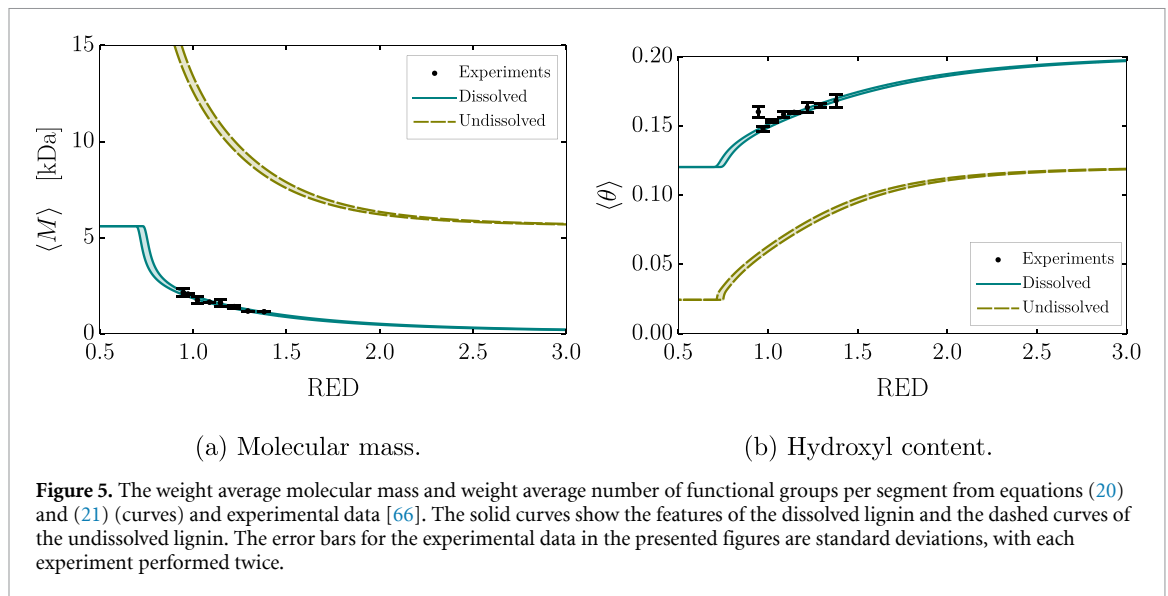 15
10
5
0
⟨M⟩ [kDa]
Experiments
Dissolved
Undissolved
0.5 1.0 1.5 2.0 2.5 3.0
RED
(a) Molecular mass.
0.20
0.15
0.10
0.05
0.00
⟨θ⟩
Experiments
Dissolved
Undissolved
0.5 1.0 1.5 2.0 2.5 3.0
RED
(b) Hydroxyl content.
Figure 5. The weight average molecular mass and weight average number of functional groups per segment from equations (20)
and (21) (curves) and experimental data [66]. The solid curves show the features of the dissolved lignin and the dashed curves of
the undissolved lignin. The error bars for the experimental data in the presented figures are standard deviations, with each
experiment performed twice.